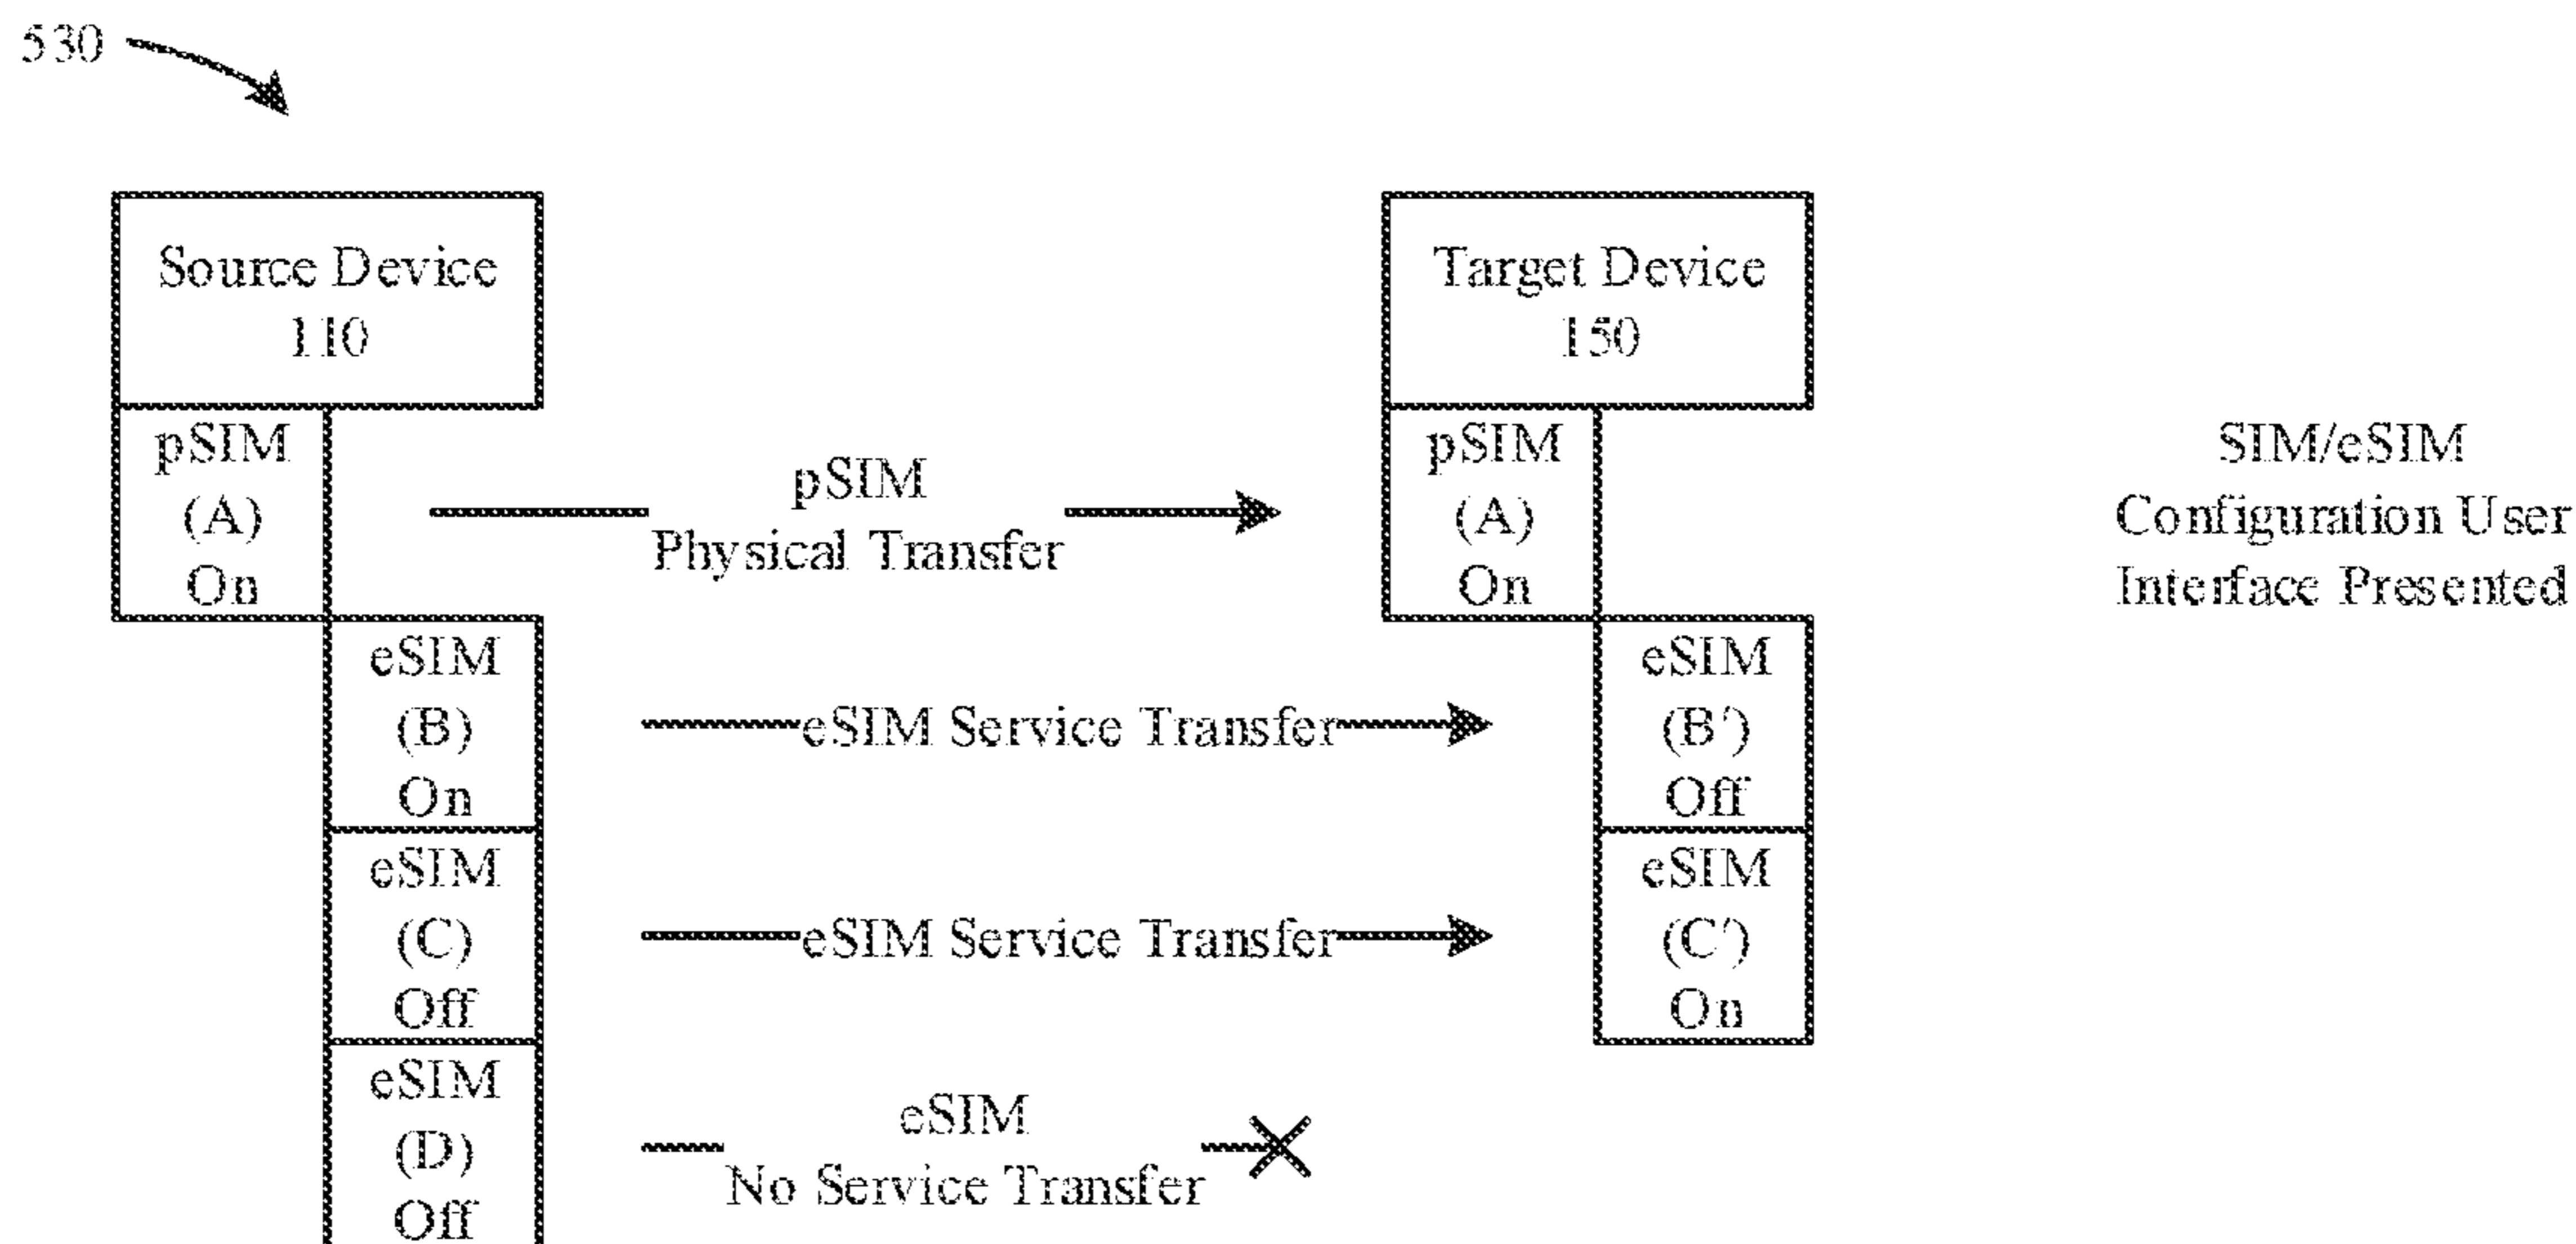 530
Source Device
110
Target Device
150
pSIM
(A)
On
pSIM
Physical Transfer
pSIM
(A)
On
SIM/eSIM
Configuration User
Interface Presented
eSIM
(B)
On
eSIM Service Transfer
eSIM
(B')
Off
eSIM
(C)
Off
eSIM Service Transfer
eSIM
(C')
On
eSIM
(D)
Off
eSIM
No Service Transfer